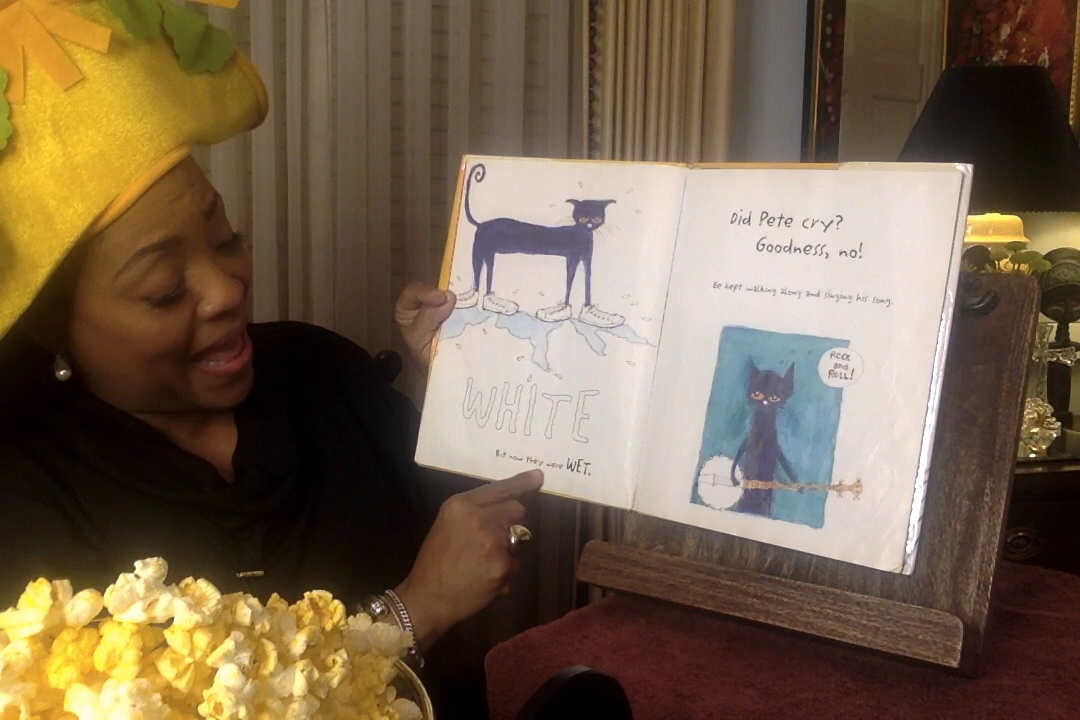 WHITE
But now they were WET.
Did Pete cry?
Goodness, no!
He kept walking along and singing his song.
ROCK
and
ROLL!